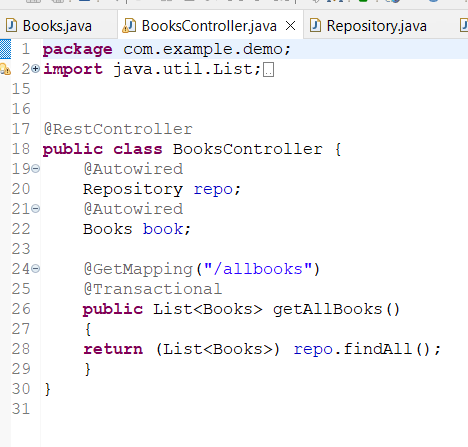 Books.java BooksController.java Repository.java
1 package com.example.demo;
2 import java.util.List;
15
16
17 @RestController
18 public class BooksController {
19 @Autowired
20 Repository repo;
21 @Autowired
22 Books book;
23
24 @GetMapping("/allbooks")
25 @Transactional
26 public List<Books> getAllBooks()
27 {
28 return (List<Books>) repo.findAll();
29 }
30 }
31